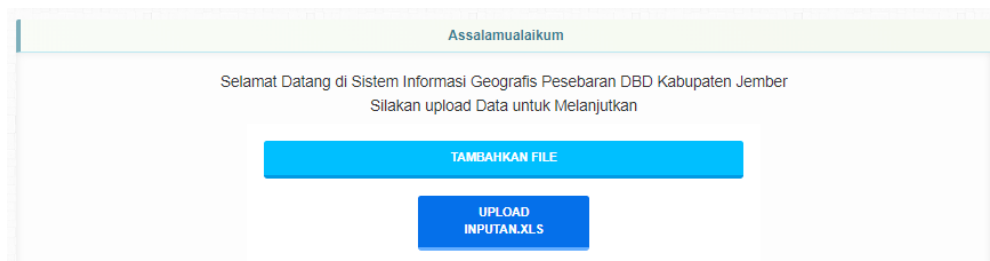 Assalamualaikum
Selamat Datang di Sistem Informasi Geografis Pesebaran DBD Kabupaten Jember
Silakan upload Data untuk Melanjutkan
TAMBAHKAN FILE
UPLOAD
INPUTAN.XLS